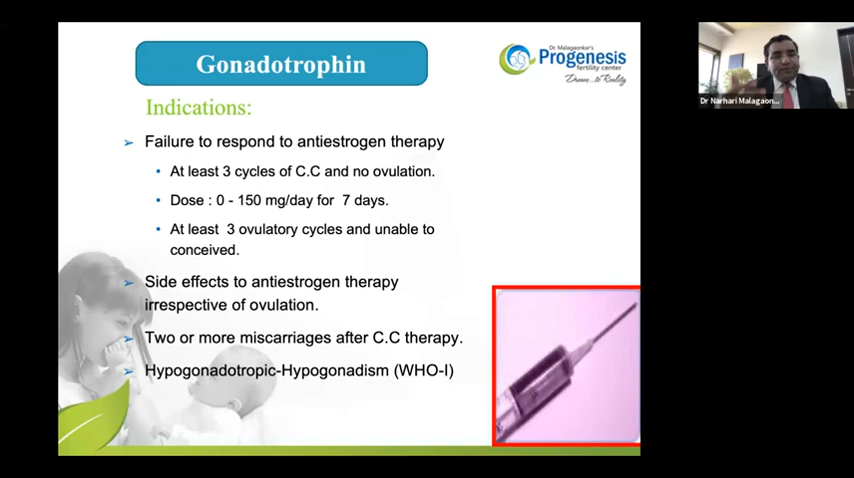 Gonadotrophin
Dr. Malagaonkar's
Progenesis
fertility center
Dream...to Reality
Indications:
➢ Failure to respond to antiestrogen therapy
• At least 3 cycles of C.C and no ovulation.
• Dose : 0 - 150 mg/day for 7 days.
• At least 3 ovulatory cycles and unable to
conceived.
➢ Side effects to antiestrogen therapy
irrespective of ovulation.
➢ Two or more miscarriages after C.C therapy.
➢ Hypogonadotropic-Hypogonadism (WHO-I)
Dr Narhari Malagaon...